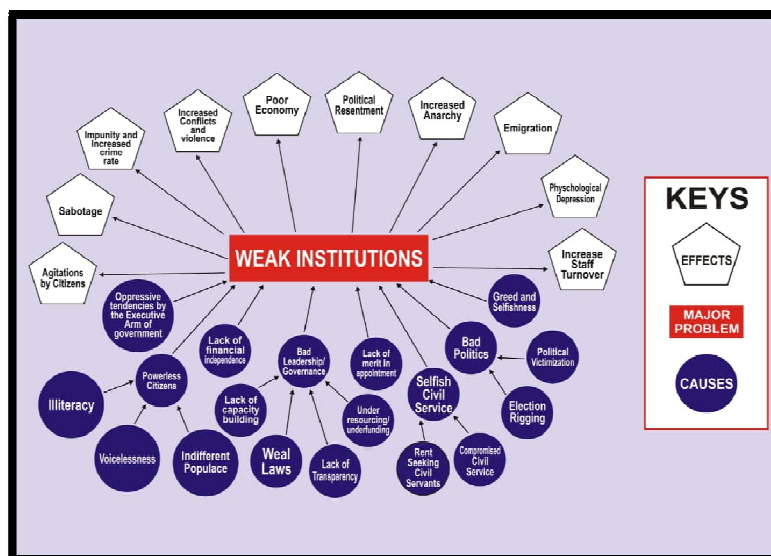 Agitations by Citizens
Sabotage
Impunity and
Increased
crime
rate
Increased
Conflicts and
violence
Poor
Economy
Political
Resentment
Increased
Anarchy
Emigration
Physchological
Depression
Increase
Staff
Turnover
WEAK INSTITUTIONS
Oppressive
tendencies by
the Executive
Arm of
government
Lack of
financial
independence
Bad
Leadership/
Governance
Lack of
merit in
appointment
Selfish
Civil
Service
Bad
Politics
Greed and
Selfishness
Powerless
Citizens
Illiteracy
Voicelessness
Indifferent
Populace
Lack of
capacity
building
Weal
Laws
Lack of
Transparency
Under
resourcing/
underfunding
Rent
Seeking
Civil
Servants
Compromised
Civil
Service
Election
Rigging
Political
Victimization
KEYS
EFFECTS
MAJOR
PROBLEM
CAUSES